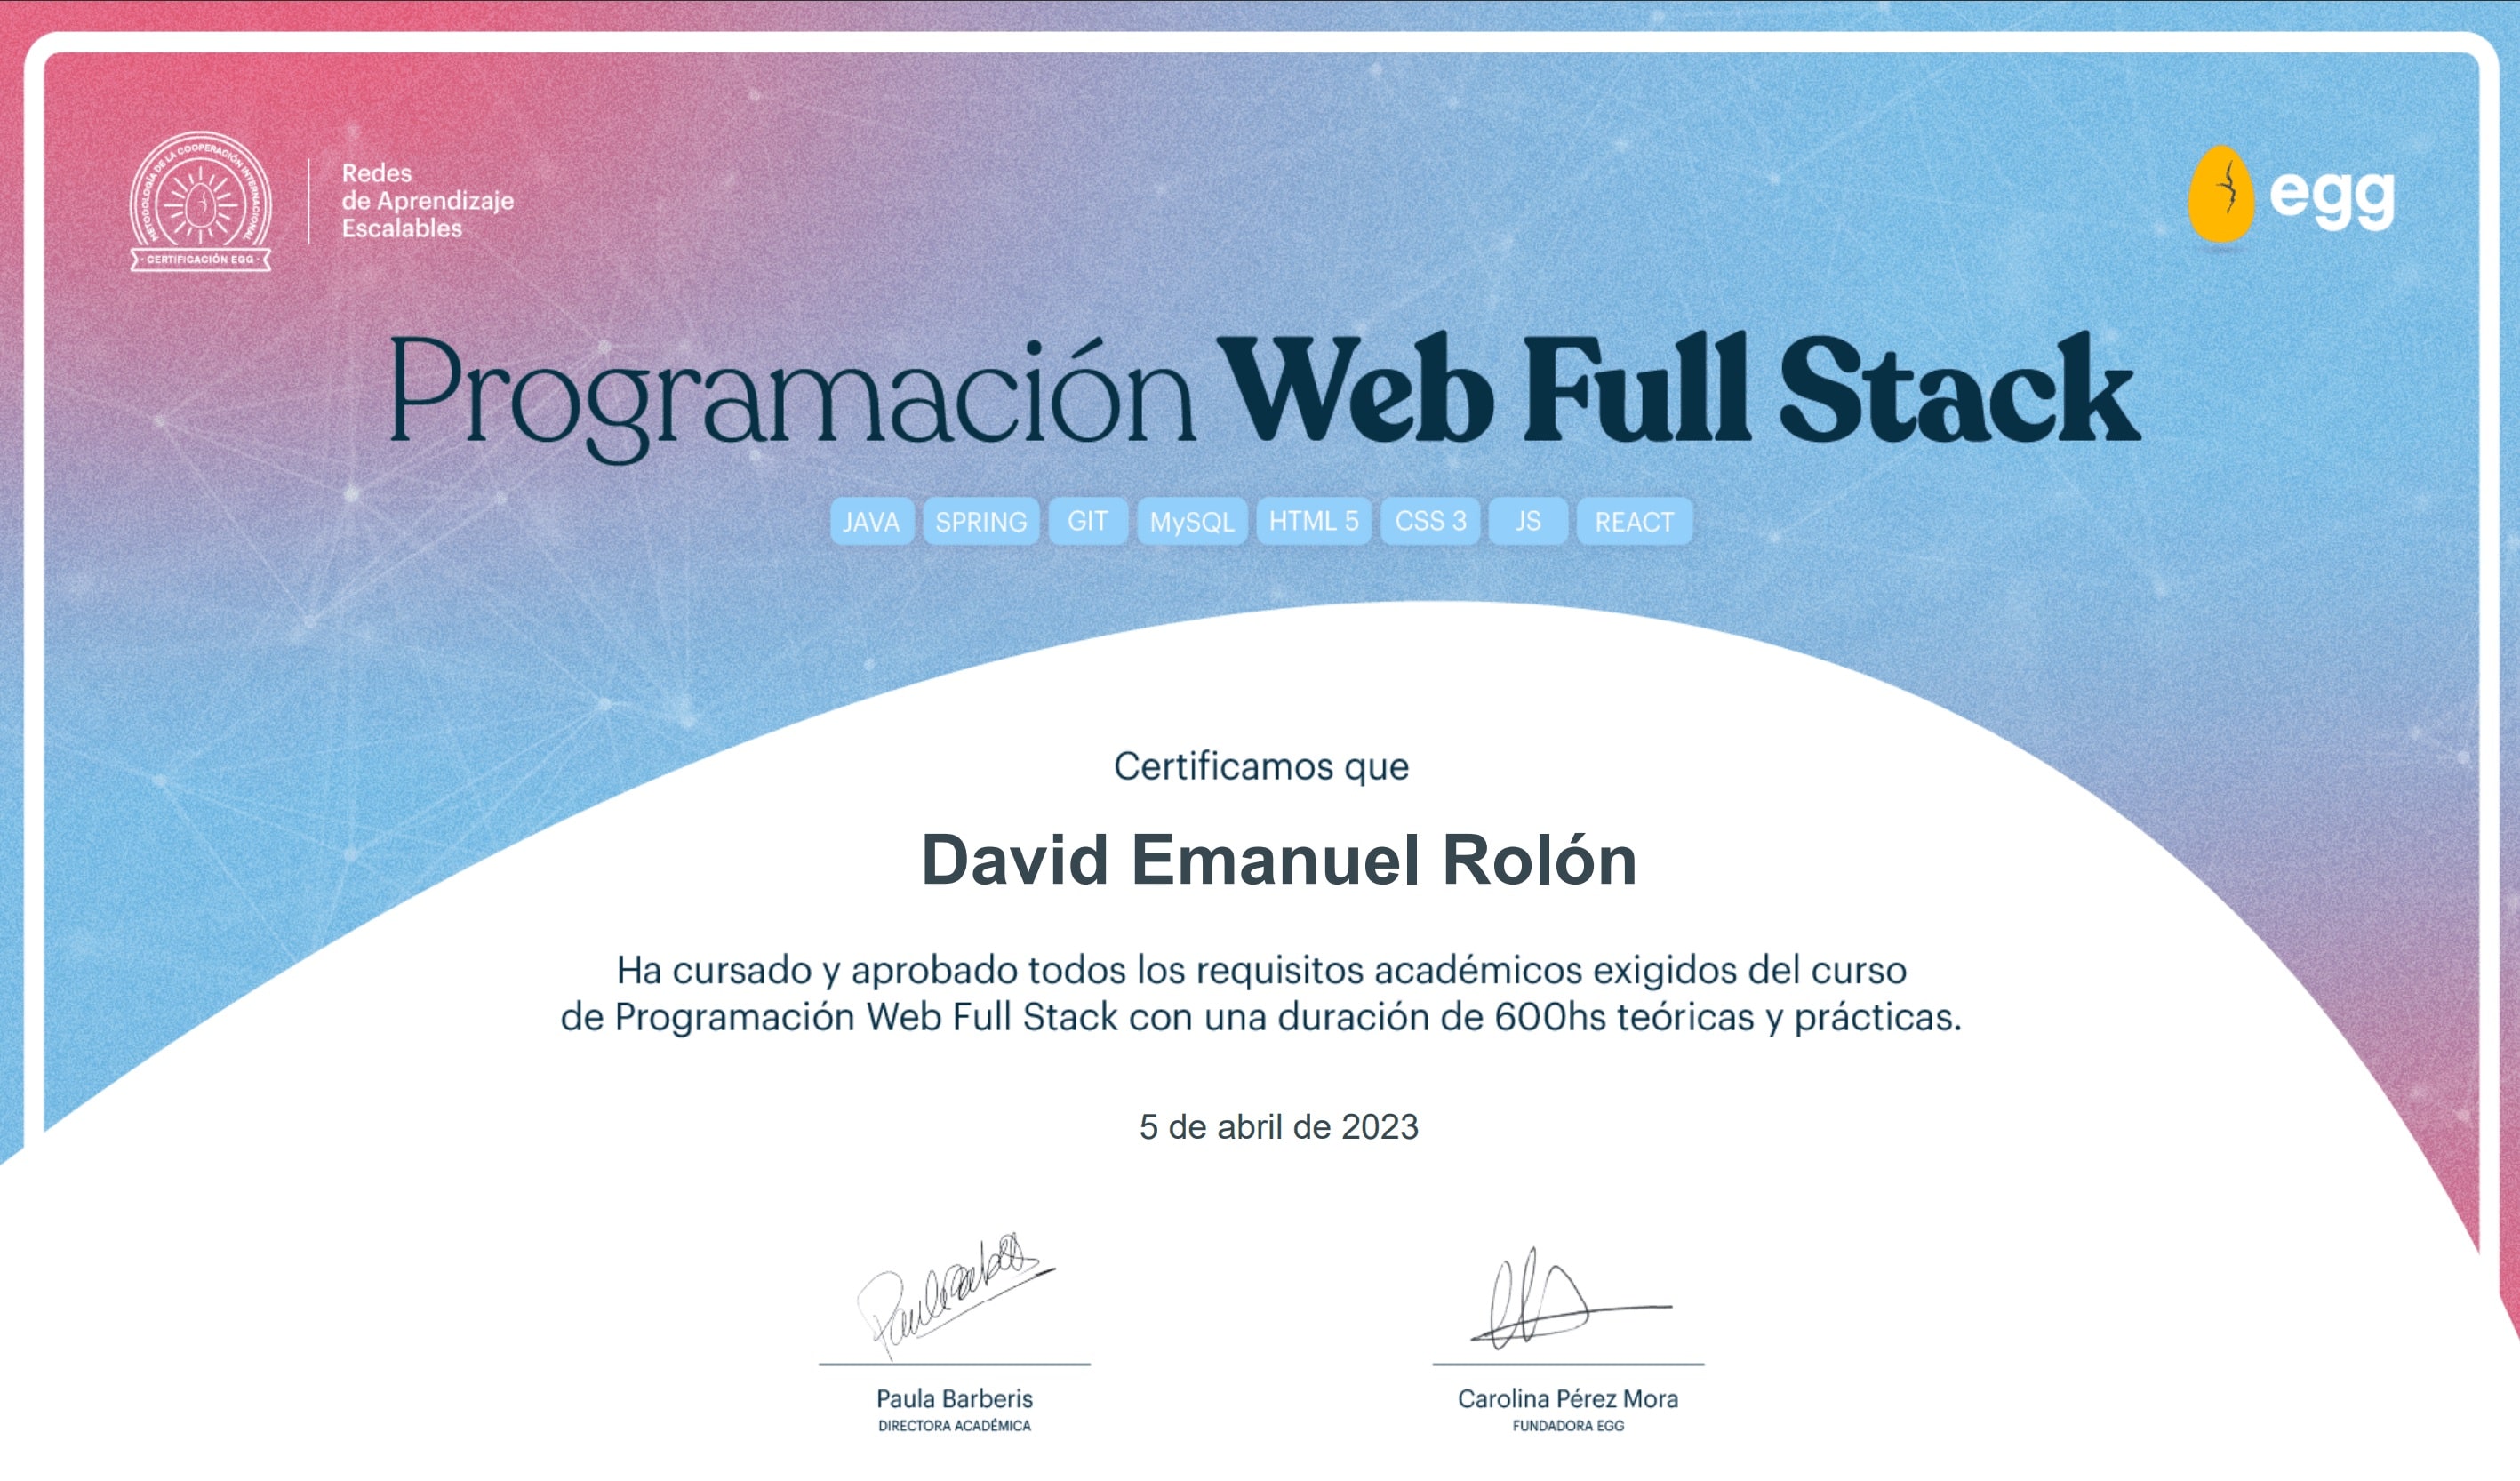 METODOLOGÍA DE LA COOPERACIÓN INTERNACIONAL
· CERTIFICACIÓN EGG ·
Redes
de Aprendizaje
Escalables
egg
Programación Web Full Stack
JAVA SPRING GIT MySQL HTML 5 CSS 3 JS REACT
Certificamos que
David Emanuel Rolón
Ha cursado y aprobado todos los requisitos académicos exigidos del curso
de Programación Web Full Stack con una duración de 600hs teóricas y prácticas.
5 de abril de 2023
Paula Barberis
DIRECTORA ACADÉMICA
Carolina Pérez Mora
FUNDADORA EGG